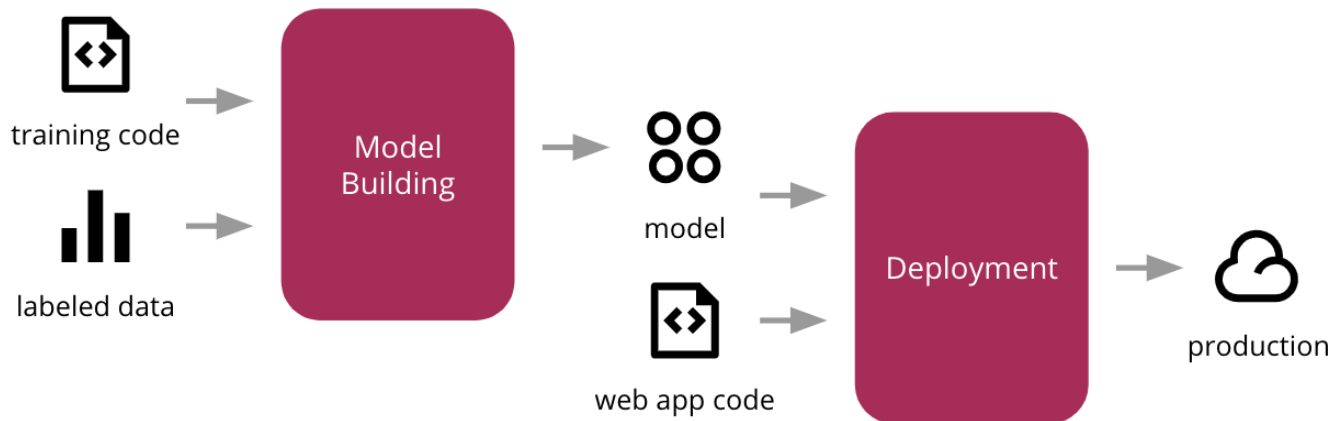 training code
labeled data
Model
Building
model
web app code
Deployment
production